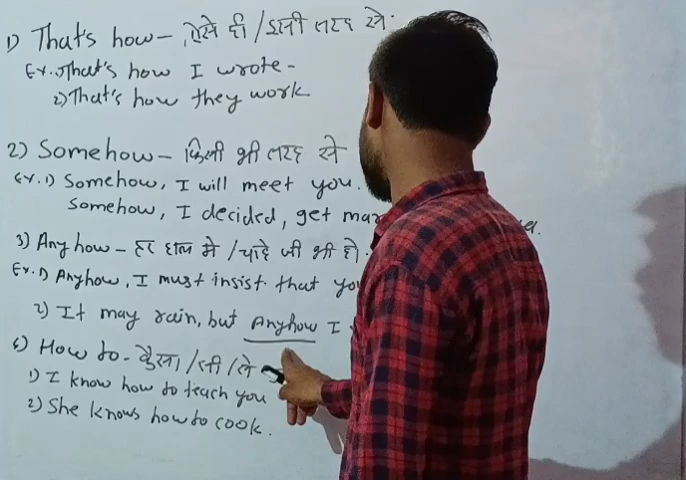 1) That's how - ऐसे ही / इसी तरह से.
Ex. 1) That's how I wrote -
2) That's how they work
2) Somehow - किसी भी तरह से
Ex. 1) Somehow, I will meet you.
Somehow, I decided, get mar
3) Anyhow - हर हाल मे / चाहे जो भी हो.
Ex. 1) Anyhow, I must insist that you
2) It may rain, but Anyhow I
How to - कैसा / सी / से
1) I know how to teach you
2) She knows how to cook.